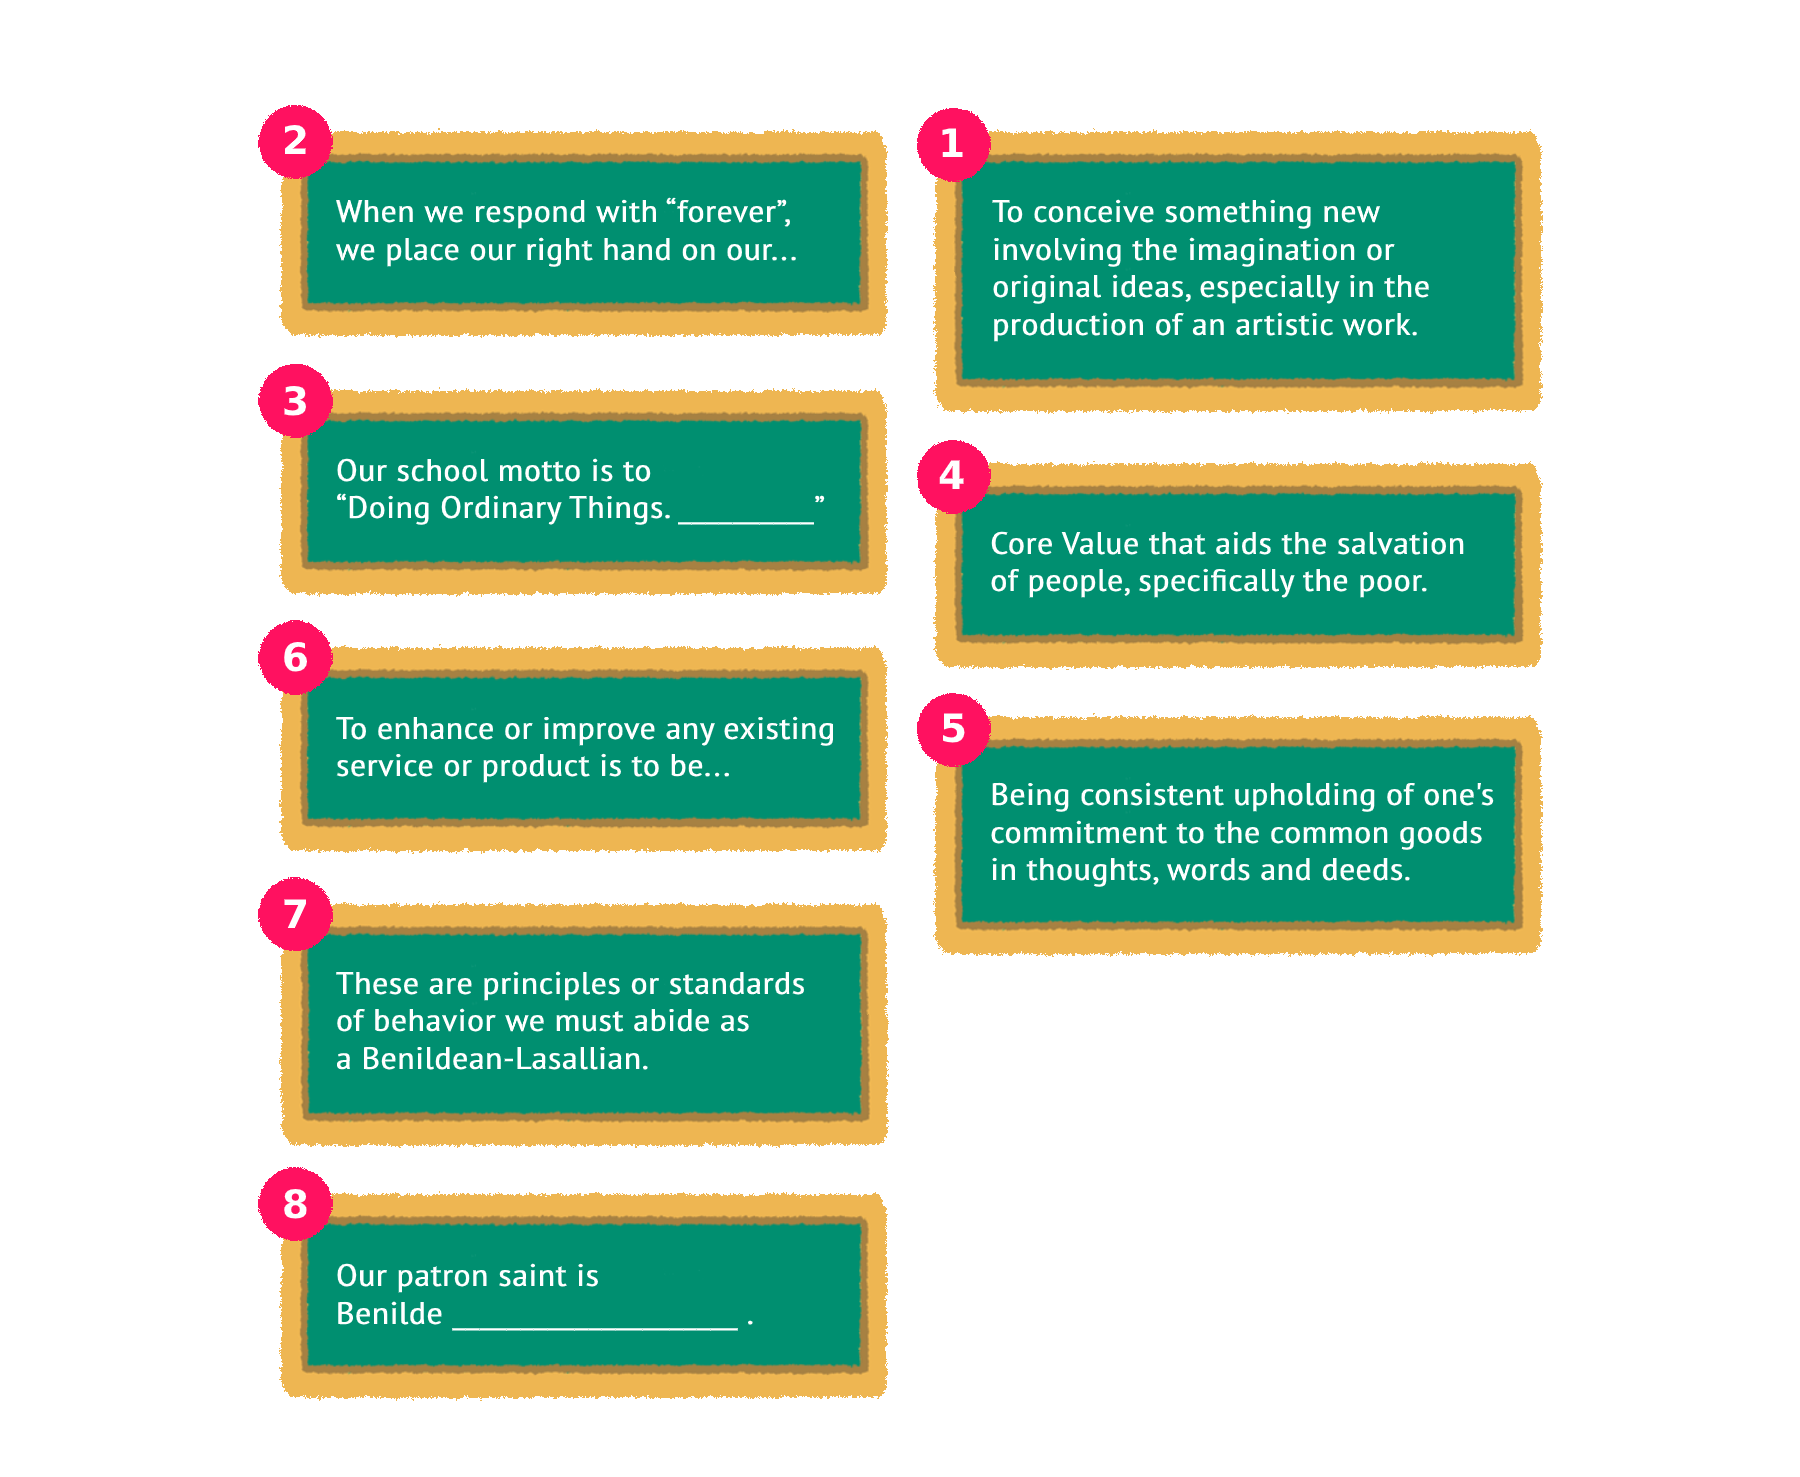 2
When we respond with “forever”,
we place our right hand on our...
3
Our school motto is to
“Doing Ordinary Things. __________”
6
To enhance or improve any existing
service or product is to be...
7
These are principles or standards
of behavior we must abide as
a Benildean-Lasallian.
8
Our patron saint is
Benilde _____________________ .
1
To conceive something new
involving the imagination or
original ideas, especially in the
production of an artistic work.
4
Core Value that aids the salvation
of people, specifically the poor.
5
Being consistent upholding of one's
commitment to the common goods
in thoughts, words and deeds.